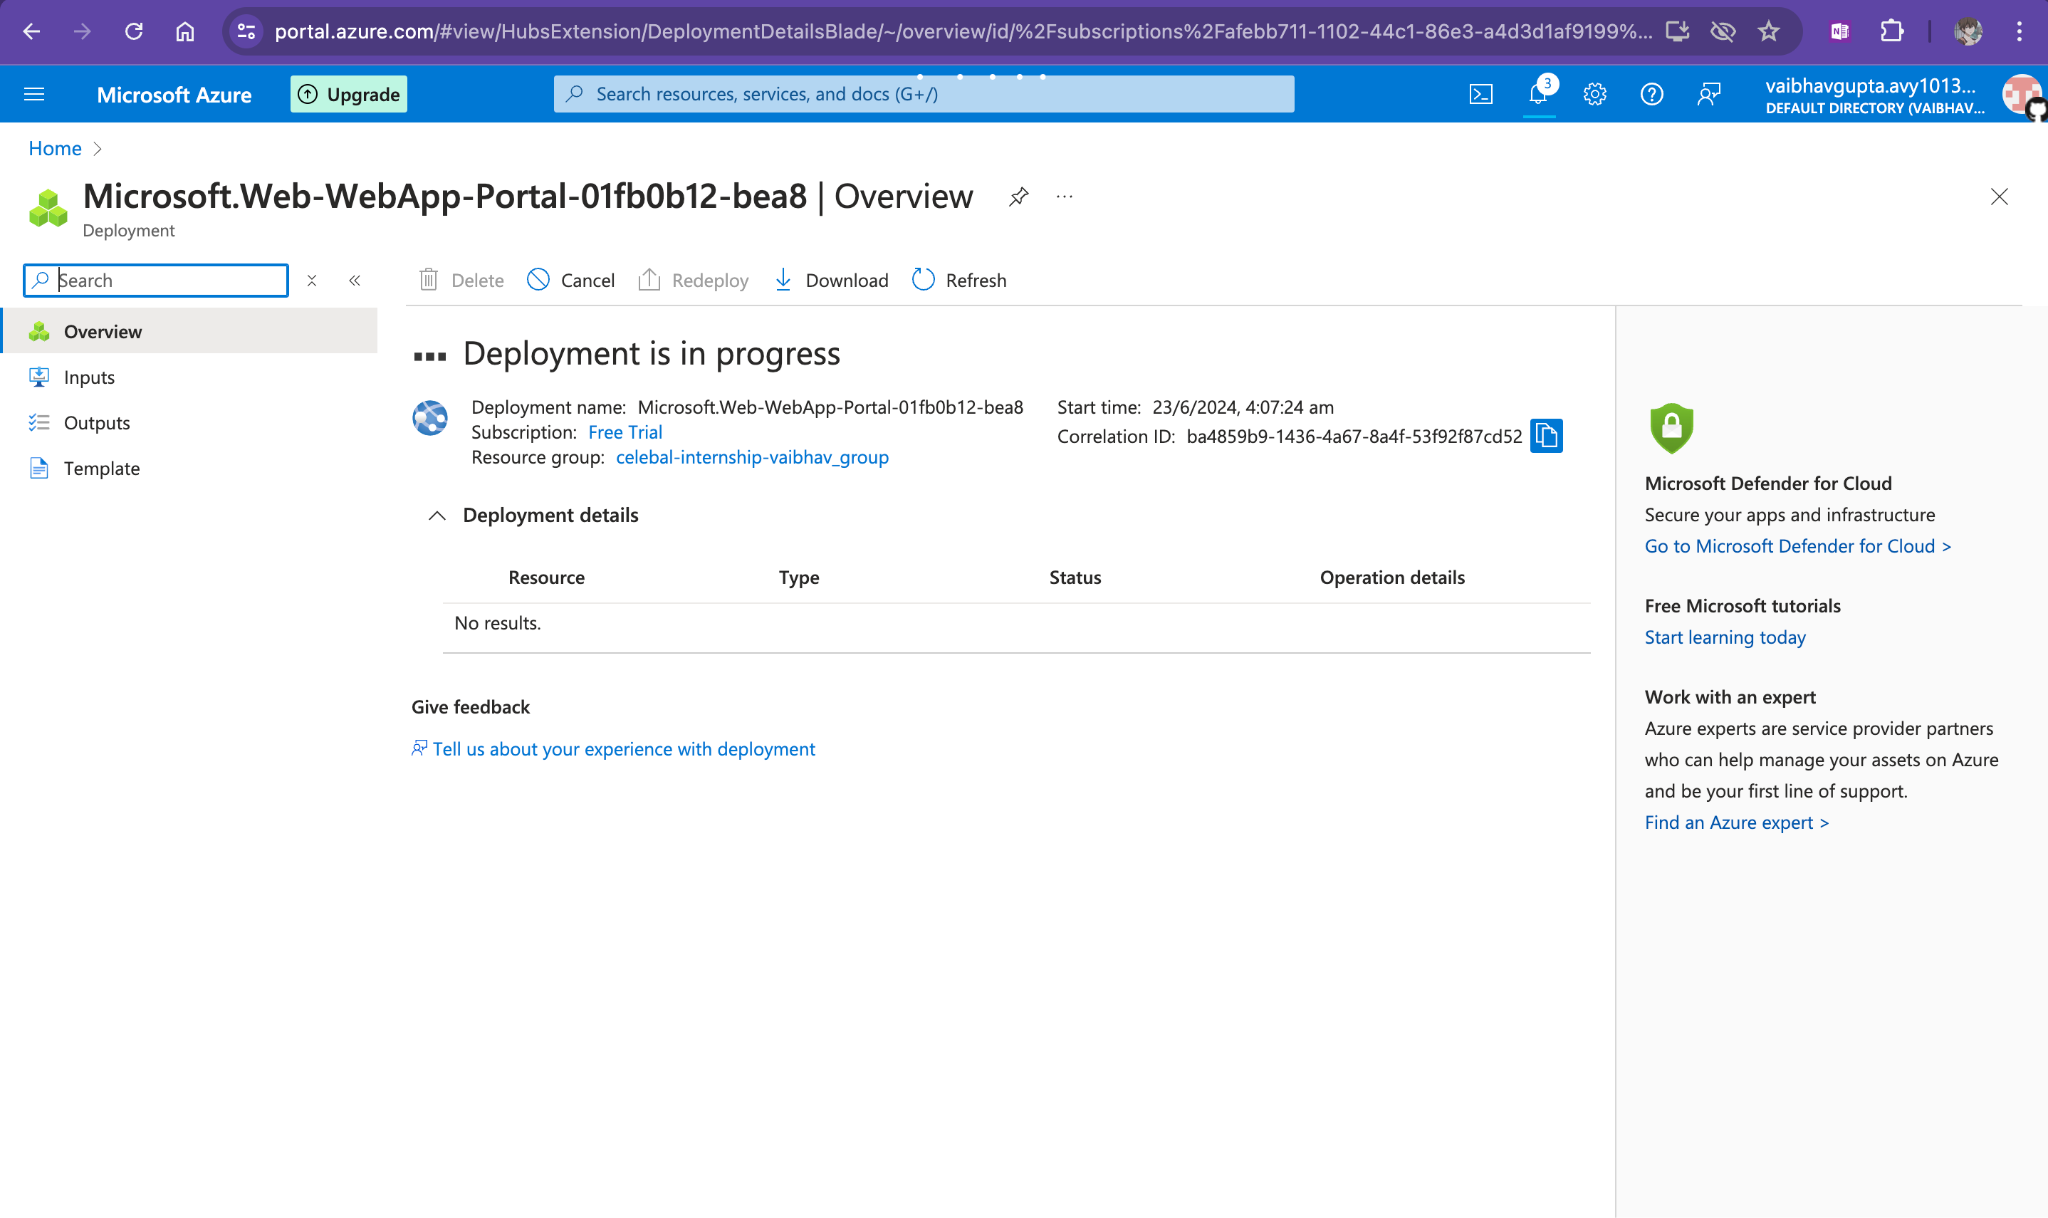 portal.azure.com/#view/HubsExtension/DeploymentDetailsBlade/~/overview/id/%2Fsubscriptions%2Fafebb711-1102-44c1-86e3-a4d3d1af9199%...
Microsoft Azure
Upgrade
Search resources, services, and docs (G+/)
3
vaibhavgupta.avy1013...
DEFAULT DIRECTORY (VAIBHAV...
Home
Microsoft.Web-WebApp-Portal-01fb0b12-bea8 | Overview
Deployment
Search
Delete
Cancel
Redeploy
Download
Refresh
Overview
Inputs
Outputs
Template
Deployment is in progress
Deployment name: Microsoft.Web-WebApp-Portal-01fb0b12-bea8
Subscription: Free Trial
Resource group: celebal-internship-vaibhav_group
Start time: 23/6/2024, 4:07:24 am
Correlation ID: ba4859b9-1436-4a67-8a4f-53f92f87cd52
Deployment details
Resource Type Status Operation details
No results.
Give feedback
Tell us about your experience with deployment
Microsoft Defender for Cloud
Secure your apps and infrastructure
Go to Microsoft Defender for Cloud >
Free Microsoft tutorials
Start learning today
Work with an expert
Azure experts are service provider partners
who can help manage your assets on Azure
and be your first line of support.
Find an Azure expert >